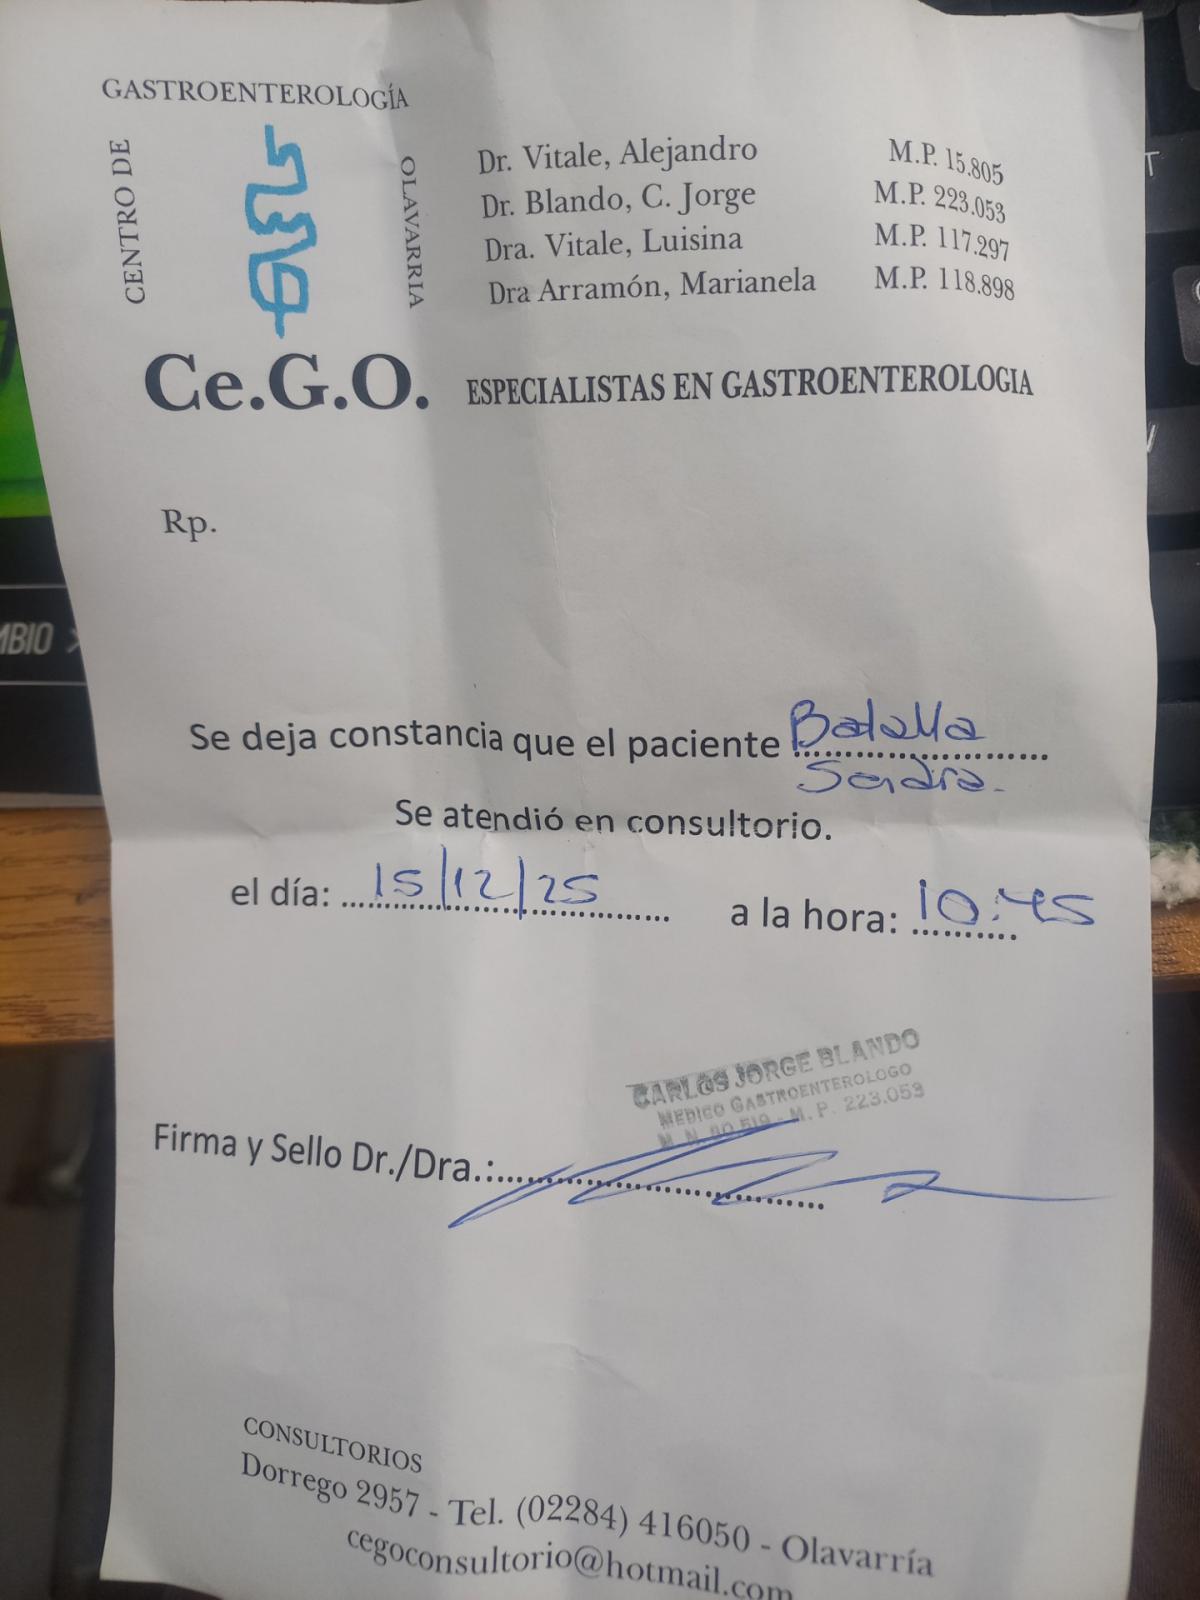 GASTROENTEROLOGÍA
CENTRO DE
OLAVARRIA
Dr. Vitale, Alejandro M.P. 15.805
Dr. Blando, C. Jorge M.P. 223.053
Dra. Vitale, Luisina M.P. 117.297
Dra Arramón, Marianela M.P. 118.898
Ce.G.O. ESPECIALISTAS EN GASTROENTEROLOGIA
Rp.
MBIO >
Se deja constancia que el paciente Batalla
Sandra.
Se atendió en consultorio.
el día: 15/12/25 a la hora: 10:45
CARLOS JORGE BLANDO
MEDICO GASTROENTEROLOGO
M. N. 80.519 - M. P. 223.053
Firma y Sello Dr./Dra.:
CONSULTORIOS
Dorrego 2957 - Tel. (02284) 416050 - Olavarría
cegoconsultorio@hotmail.com